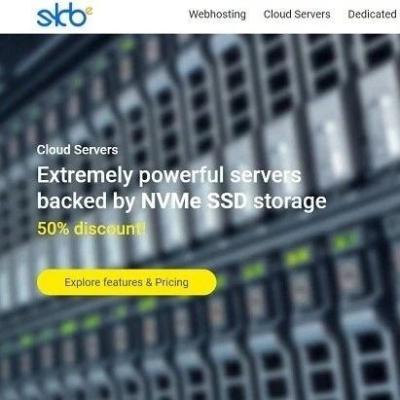 skb e
Webhosting Cloud Servers Dedicated
Cloud Servers
Extremely powerful servers
backed by NVMe SSD storage
50% discount!
Explore features & Pricing